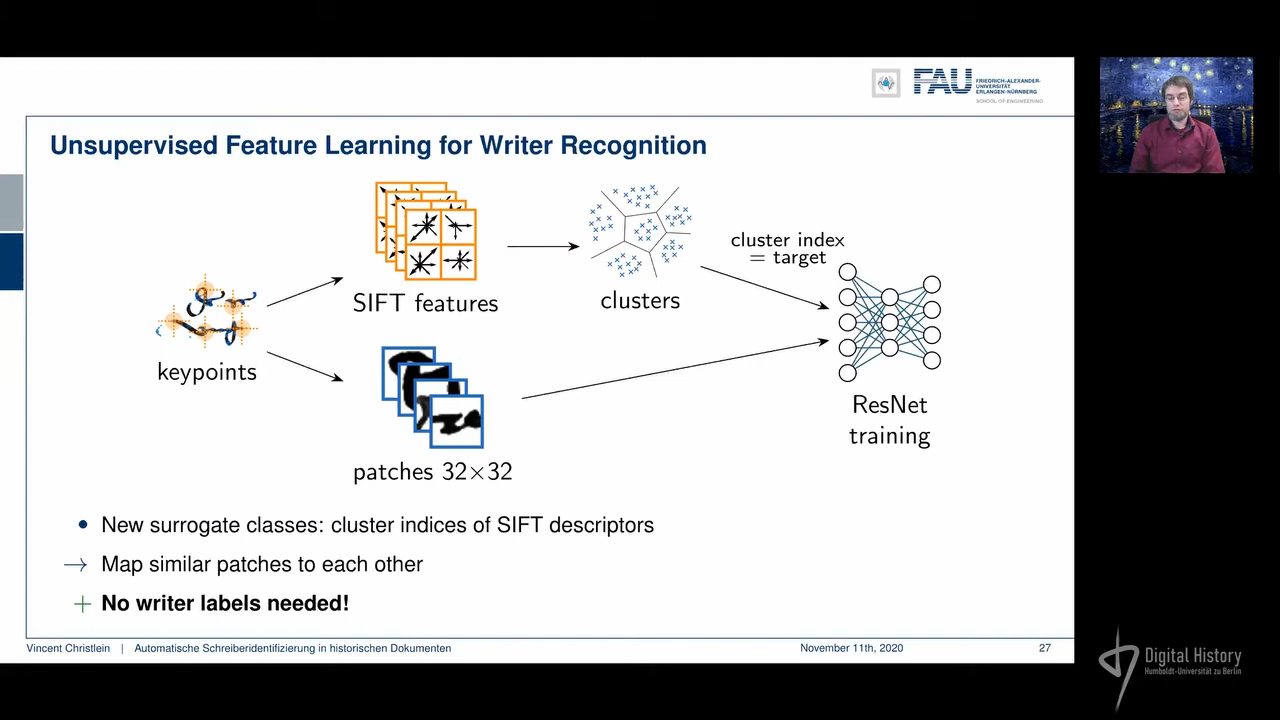 FAU
FRIEDRICH-ALEXANDER-
UNIVERSITÄT
ERLANGEN-NÜRNBERG
SCHOOL OF ENGINEERING
Unsupervised Feature Learning for Writer Recognition
keypoints
SIFT features
patches 32×32
clusters
cluster index
= target
ResNet
training
• New surrogate classes: cluster indices of SIFT descriptors
→ Map similar patches to each other
+ No writer labels needed!
Vincent Christlein | Automatische Schreiberidentifizierung in historischen Dokumenten November 11th, 2020 27
Digital History
Humboldt-Universität zu Berlin